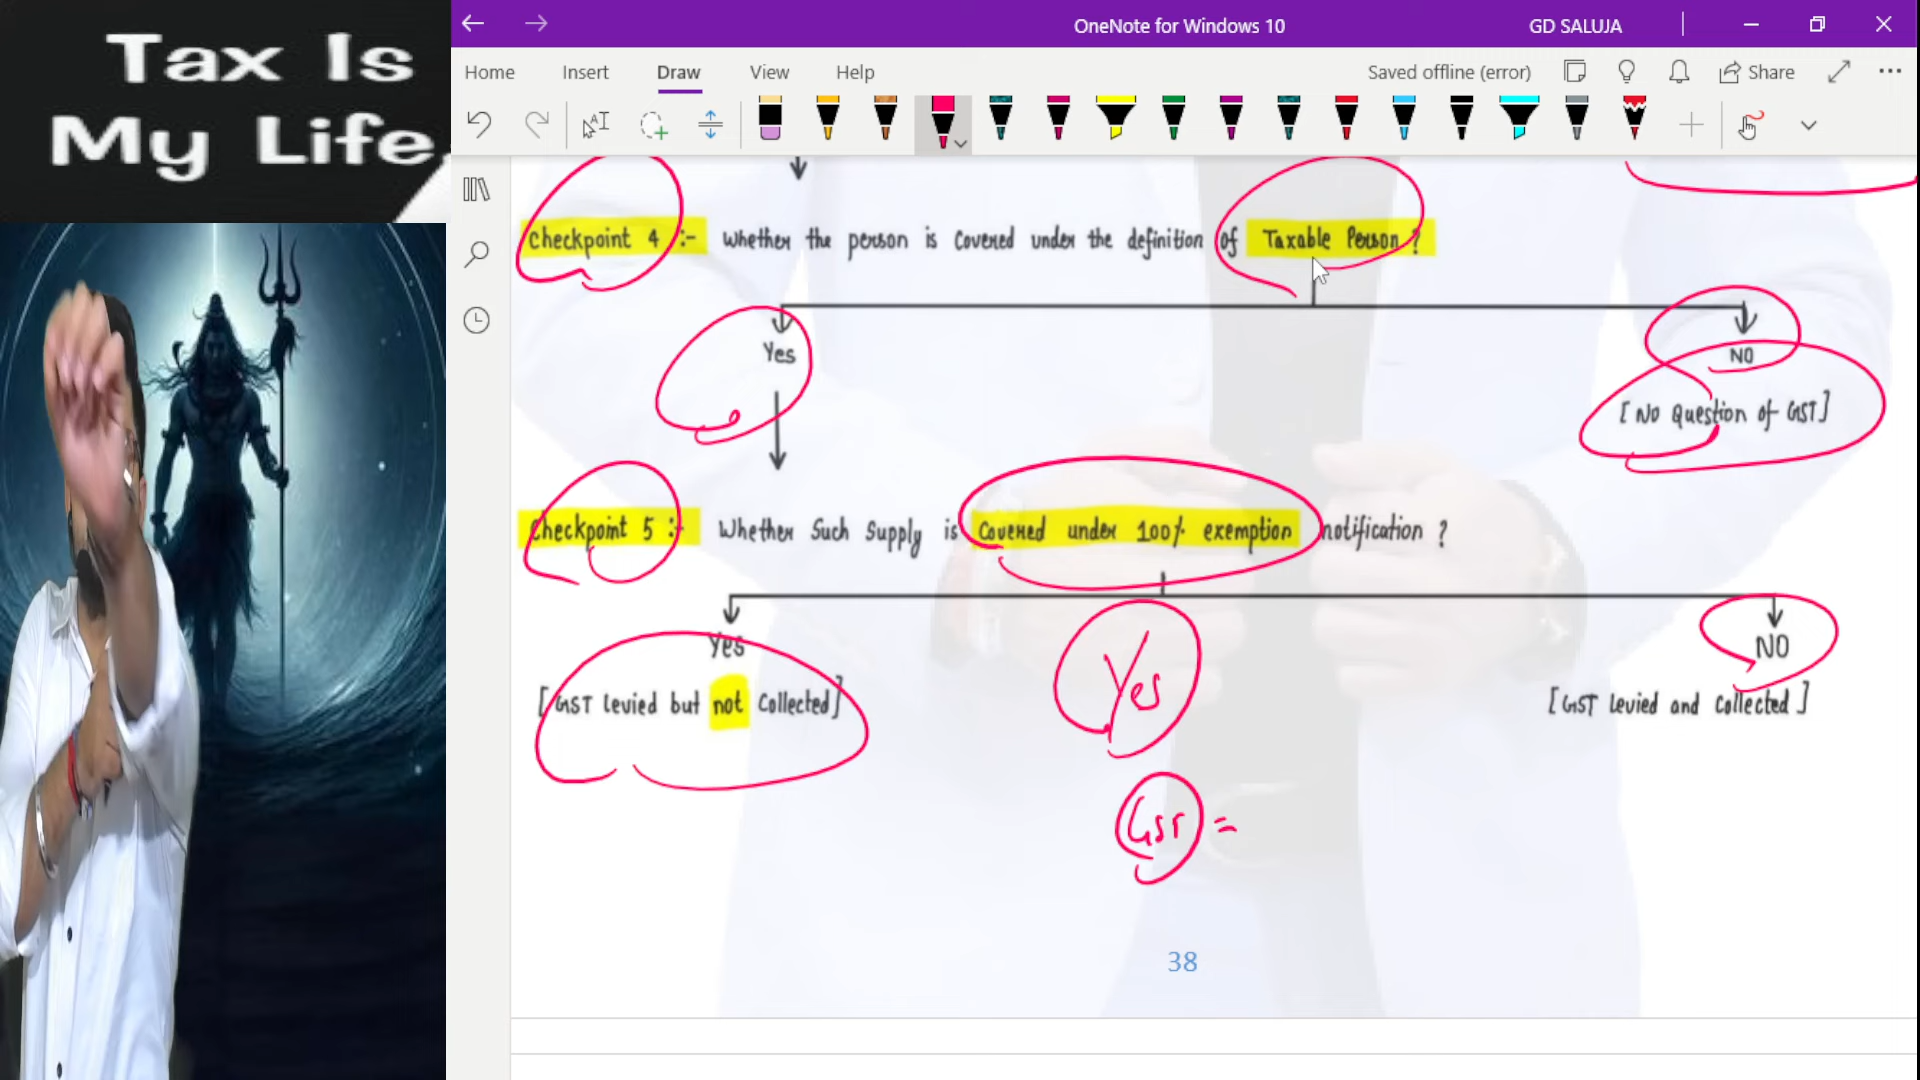 Tax Is
My Life.
OneNote for Windows 10
GD SALUJA
Home Insert Draw View Help
Saved offline (error)
Share
Checkpoint 4 :- Whether the person is Covered under the definition of Taxable Person ?
Yes
NO
[ No Question of GST ]
Checkpoint 5 :- Whether Such Supply is Covered under 100% exemption notification ?
Yes
NO
[ GST Levied but not Collected ]
[ GST Levied and Collected ]
Yes
GST =
38